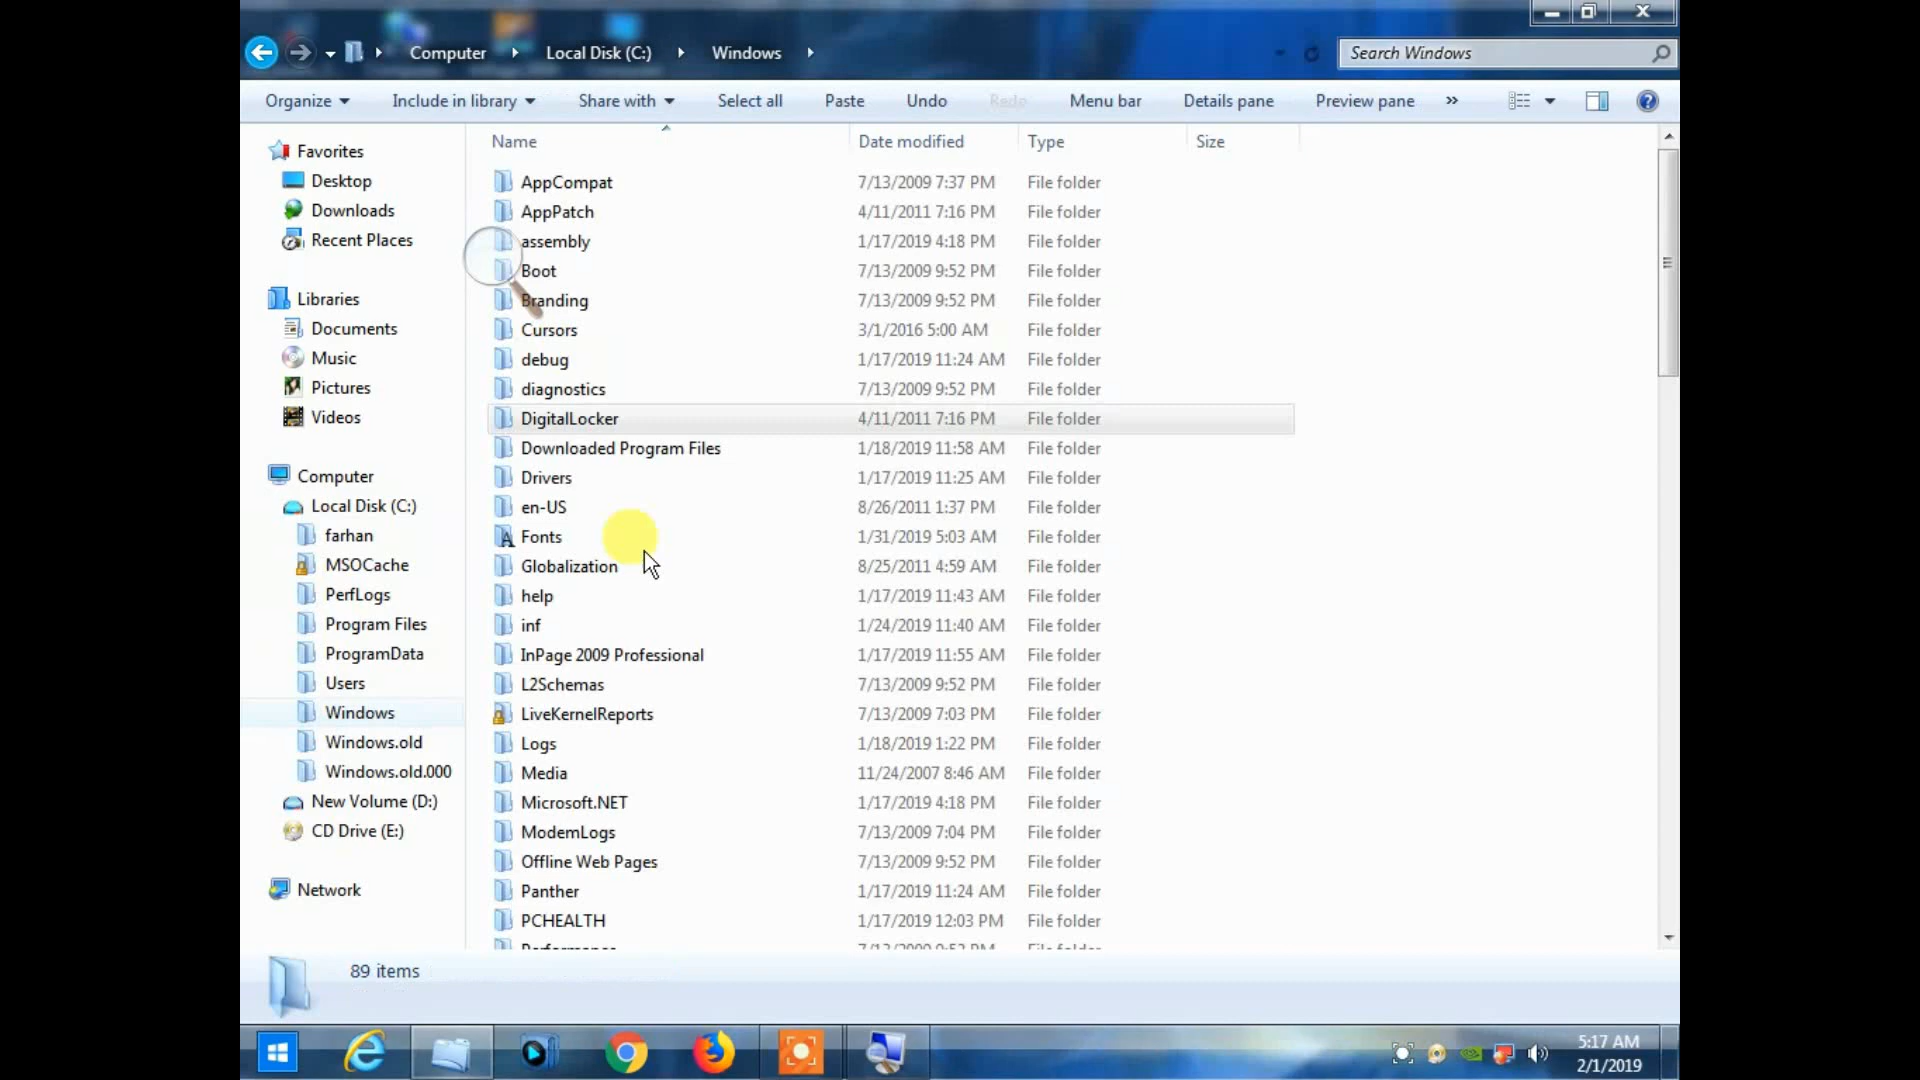 Computer Local Disk (C:) Windows Search Windows
Organize Include in library Share with Select all Paste Undo Redo Menu bar Details pane Preview pane »
Favorites
Desktop
Downloads
Recent Places
Libraries
Documents
Music
Pictures
Videos
Computer
Local Disk (C:)
farhan
MSOCache
PerfLogs
Program Files
ProgramData
Users
Windows
Windows.old
Windows.old.000
New Volume (D:)
CD Drive (E:)
Network
Name Date modified Type Size
AppCompat 7/13/2009 7:37 PM File folder
AppPatch 4/11/2011 7:16 PM File folder
assembly 1/17/2019 4:18 PM File folder
Boot 7/13/2009 9:52 PM File folder
Branding 7/13/2009 9:52 PM File folder
Cursors 3/1/2016 5:00 AM File folder
debug 1/17/2019 11:24 AM File folder
diagnostics 7/13/2009 9:52 PM File folder
DigitalLocker 4/11/2011 7:16 PM File folder
Downloaded Program Files 1/18/2019 11:58 AM File folder
Drivers 1/17/2019 11:25 AM File folder
en-US 8/26/2011 1:37 PM File folder
Fonts 1/31/2019 5:03 AM File folder
Globalization 8/25/2011 4:59 AM File folder
help 1/17/2019 11:43 AM File folder
inf 1/24/2019 11:40 AM File folder
InPage 2009 Professional 1/17/2019 11:55 AM File folder
L2Schemas 7/13/2009 9:52 PM File folder
LiveKernelReports 7/13/2009 7:03 PM File folder
Logs 1/18/2019 1:22 PM File folder
Media 11/24/2007 8:46 AM File folder
Microsoft.NET 1/17/2019 4:18 PM File folder
ModemLogs 7/13/2009 7:04 PM File folder
Offline Web Pages 7/13/2009 9:52 PM File folder
Panther 1/17/2019 11:24 AM File folder
PCHEALTH 1/17/2019 12:03 PM File folder
89 items
5:17 AM
2/1/2019